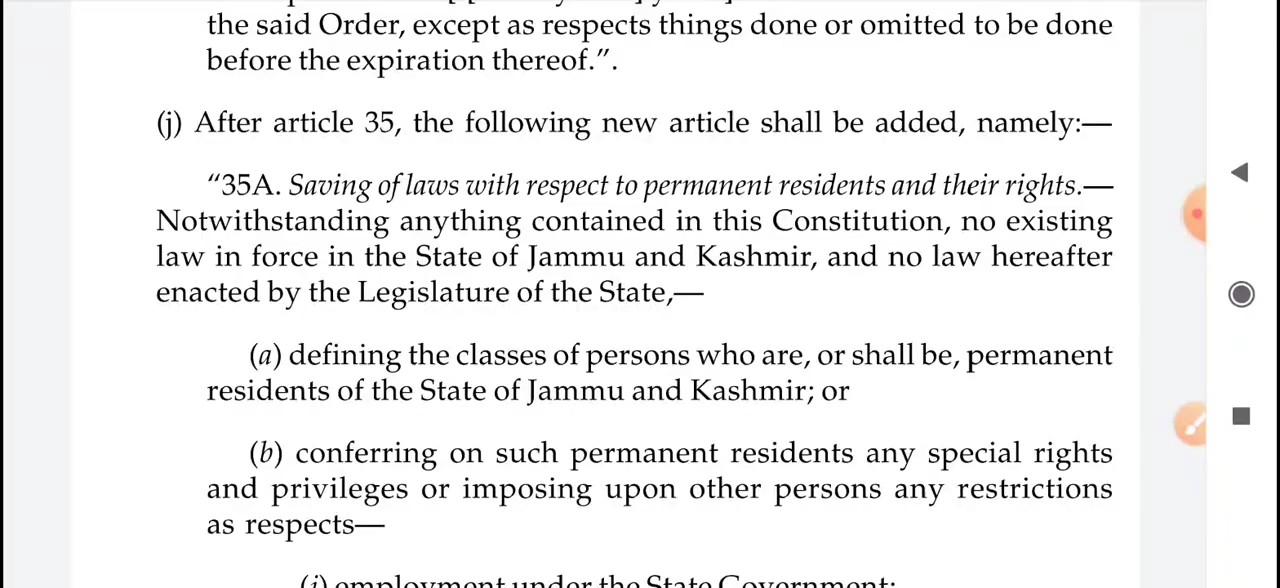 the said Order, except as respects things done or omitted to be done
before the expiration thereof.”.
(j) After article 35, the following new article shall be added, namely:—
“35A. Saving of laws with respect to permanent residents and their rights.—
Notwithstanding anything contained in this Constitution, no existing
law in force in the State of Jammu and Kashmir, and no law hereafter
enacted by the Legislature of the State,—
(a) defining the classes of persons who are, or shall be, permanent
residents of the State of Jammu and Kashmir; or
(b) conferring on such permanent residents any special rights
and privileges or imposing upon other persons any restrictions
as respects—
(i) employment under the State Government;